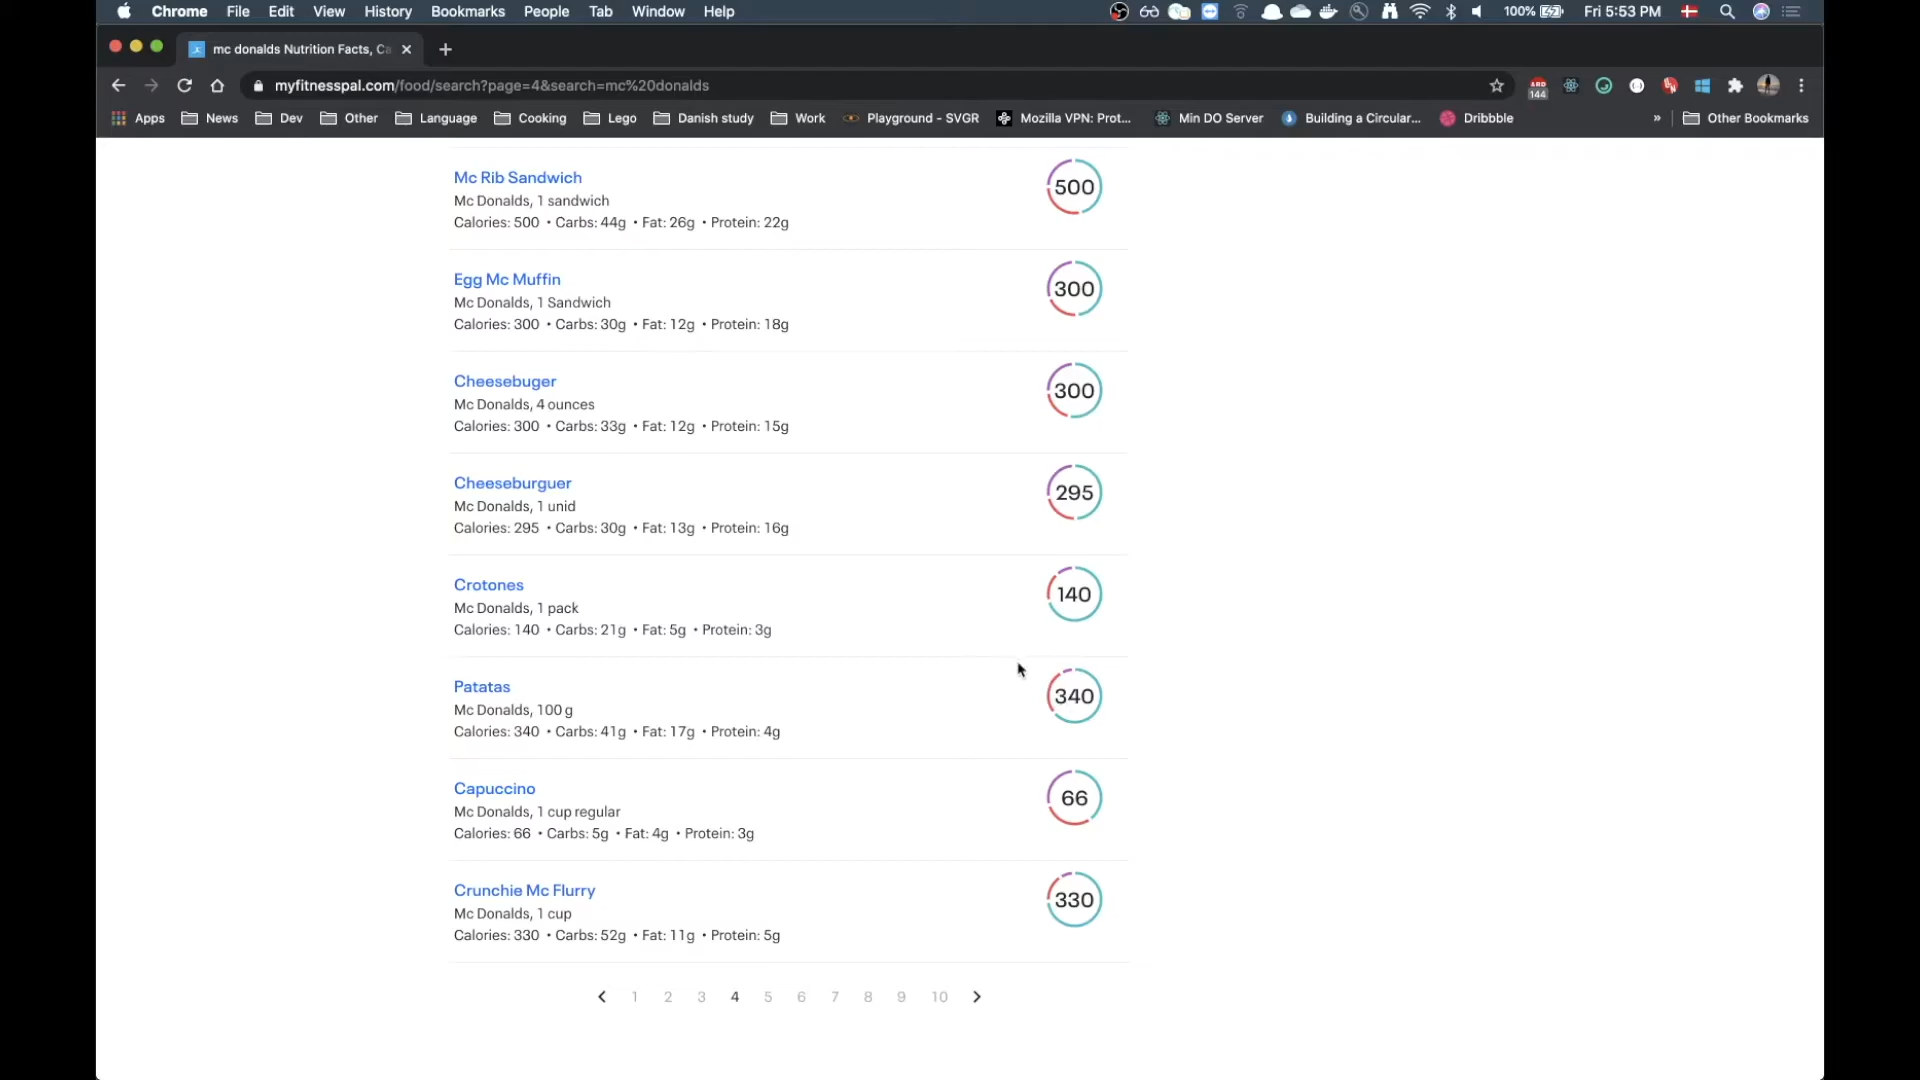 Chrome File Edit View History Bookmarks People Tab Window Help 100% Fri 5:53 PM
mc donalds Nutrition Facts, Ca
myfitnesspal.com/food/search?page=4&search=mc%20donalds
ABP 144
Apps News Dev Other Language Cooking Lego Danish study Work Playground - SVGR Mozilla VPN: Prot... Min DO Server Building a Circular... Dribbble » Other Bookmarks
Mc Rib Sandwich
Mc Donalds, 1 sandwich
Calories: 500 • Carbs: 44g • Fat: 26g • Protein: 22g
500
Egg Mc Muffin
Mc Donalds, 1 Sandwich
Calories: 300 • Carbs: 30g • Fat: 12g • Protein: 18g
300
Cheesebuger
Mc Donalds, 4 ounces
Calories: 300 • Carbs: 33g • Fat: 12g • Protein: 15g
300
Cheeseburguer
Mc Donalds, 1 unid
Calories: 295 • Carbs: 30g • Fat: 13g • Protein: 16g
295
Crotones
Mc Donalds, 1 pack
Calories: 140 • Carbs: 21g • Fat: 5g • Protein: 3g
140
Patatas
Mc Donalds, 100 g
Calories: 340 • Carbs: 41g • Fat: 17g • Protein: 4g
340
Capuccino
Mc Donalds, 1 cup regular
Calories: 66 • Carbs: 5g • Fat: 4g • Protein: 3g
66
Crunchie Mc Flurry
Mc Donalds, 1 cup
Calories: 330 • Carbs: 52g • Fat: 11g • Protein: 5g
330
1 2 3 4 5 6 7 8 9 10